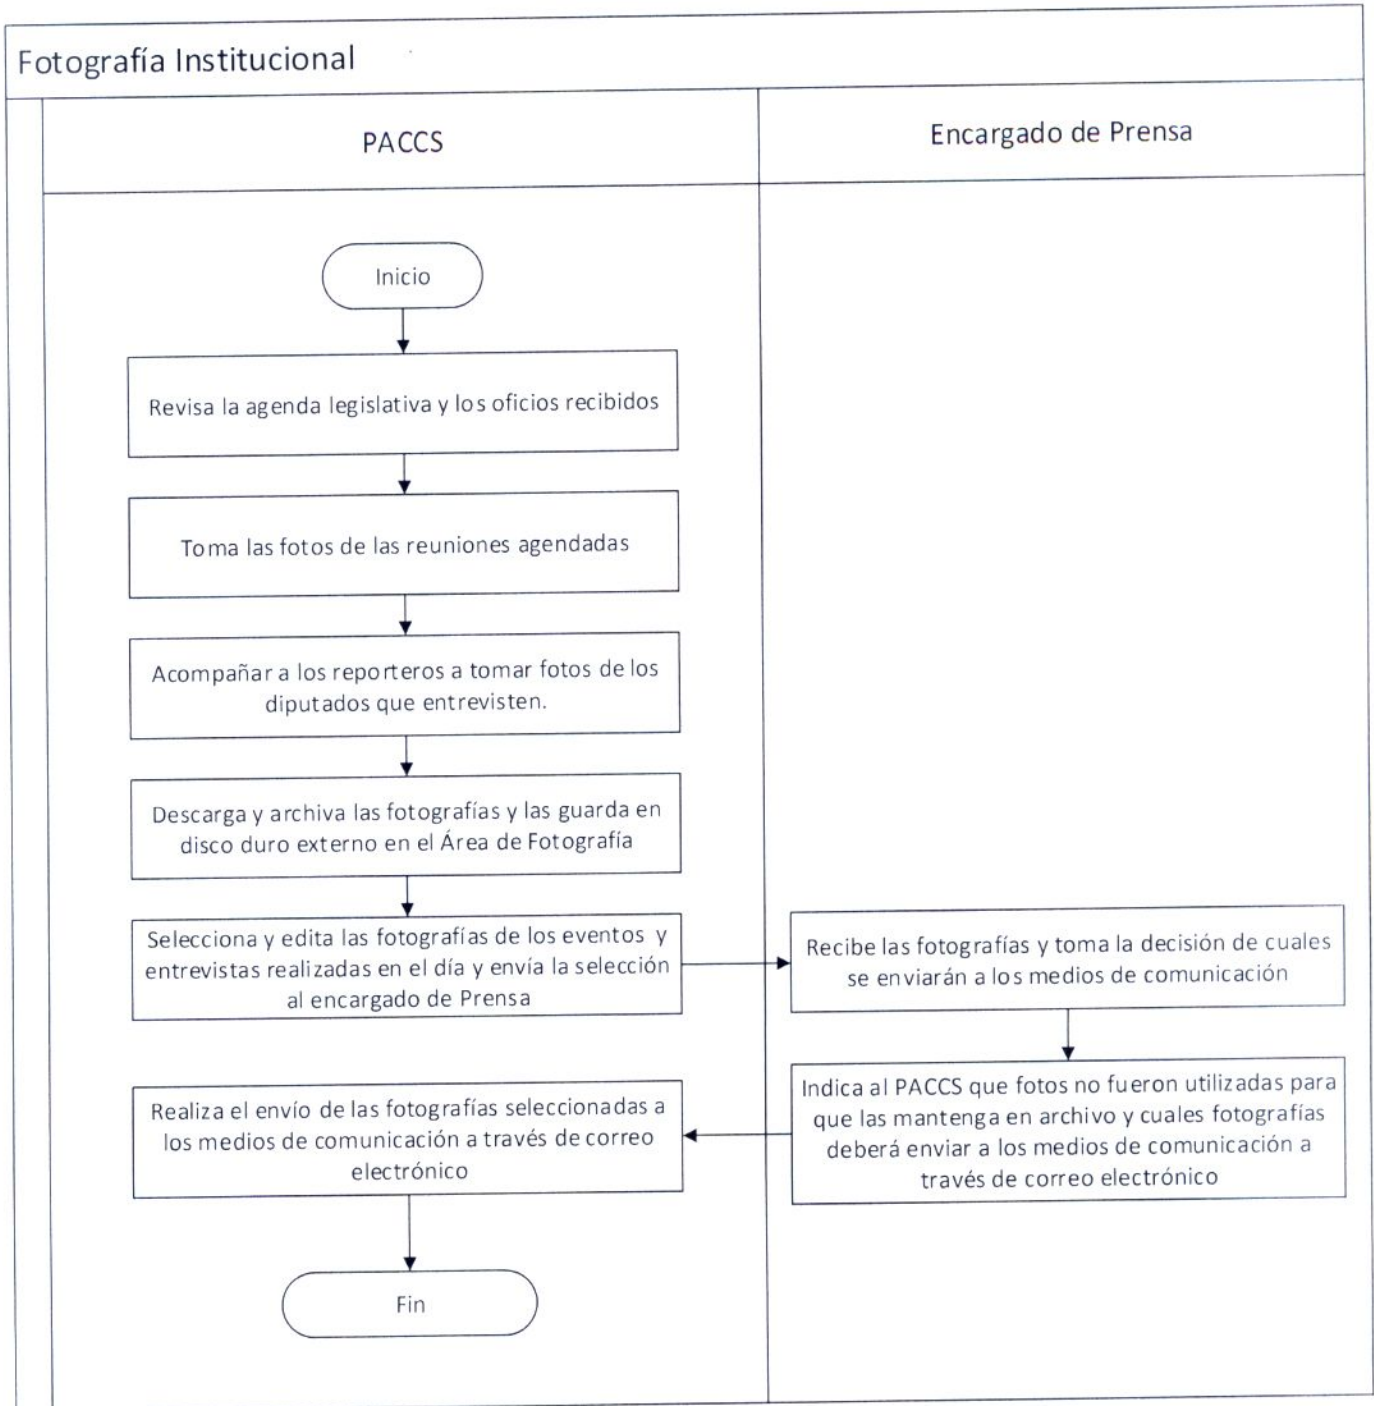 Fotografía Institucional
PACCS
Encargado de Prensa
Inicio
Revisa la agenda legislativa y los oficios recibidos
Toma las fotos de las reuniones agendadas
Acompañar a los reporteros a tomar fotos de los
diputados que entrevisten.
Descarga y archiva las fotografías y las guarda en
disco duro externo en el Área de Fotografía
Selecciona y edita las fotografías de los eventos y
entrevistas realizadas en el día y envía la selección
al encargado de Prensa
Recibe las fotografías y toma la decisión de cuales
se enviarán a los medios de comunicación
Indica al PACCS que fotos no fueron utilizadas para
que las mantenga en archivo y cuales fotografías
deberá enviar a los medios de comunicación a
través de correo electrónico
Realiza el envío de las fotografías seleccionadas a
los medios de comunicación a través de correo
electrónico
Fin